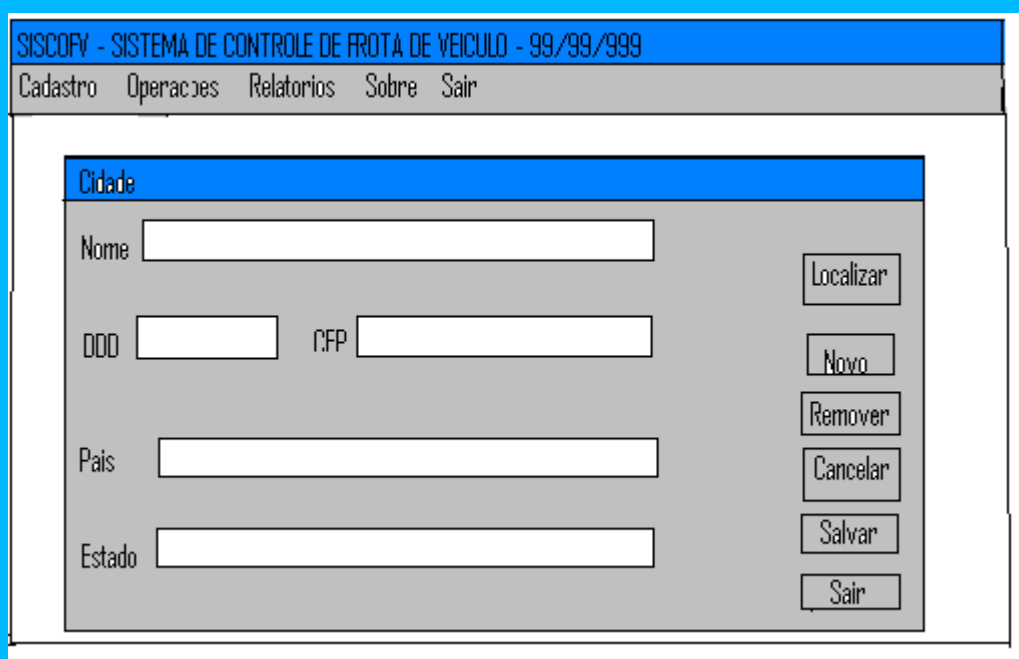 SISCOFV - SISTEMA DE CONTROLE DE FROTA DE VEICULO - 99/99/999
Cadastro Operacoes Relatorios Sobre Sair
Cidade
Nome
Localizar
DDD CEP
Novo
Remover
Pais
Cancelar
Salvar
Estado
Sair